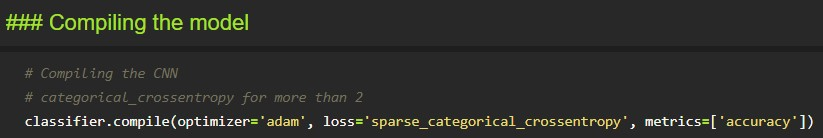 ### Compiling the model
# Compiling the CNN
# categorical_crossentropy for more than 2
classifier.compile(optimizer='adam', loss='sparse_categorical_crossentropy', metrics=['accuracy'])